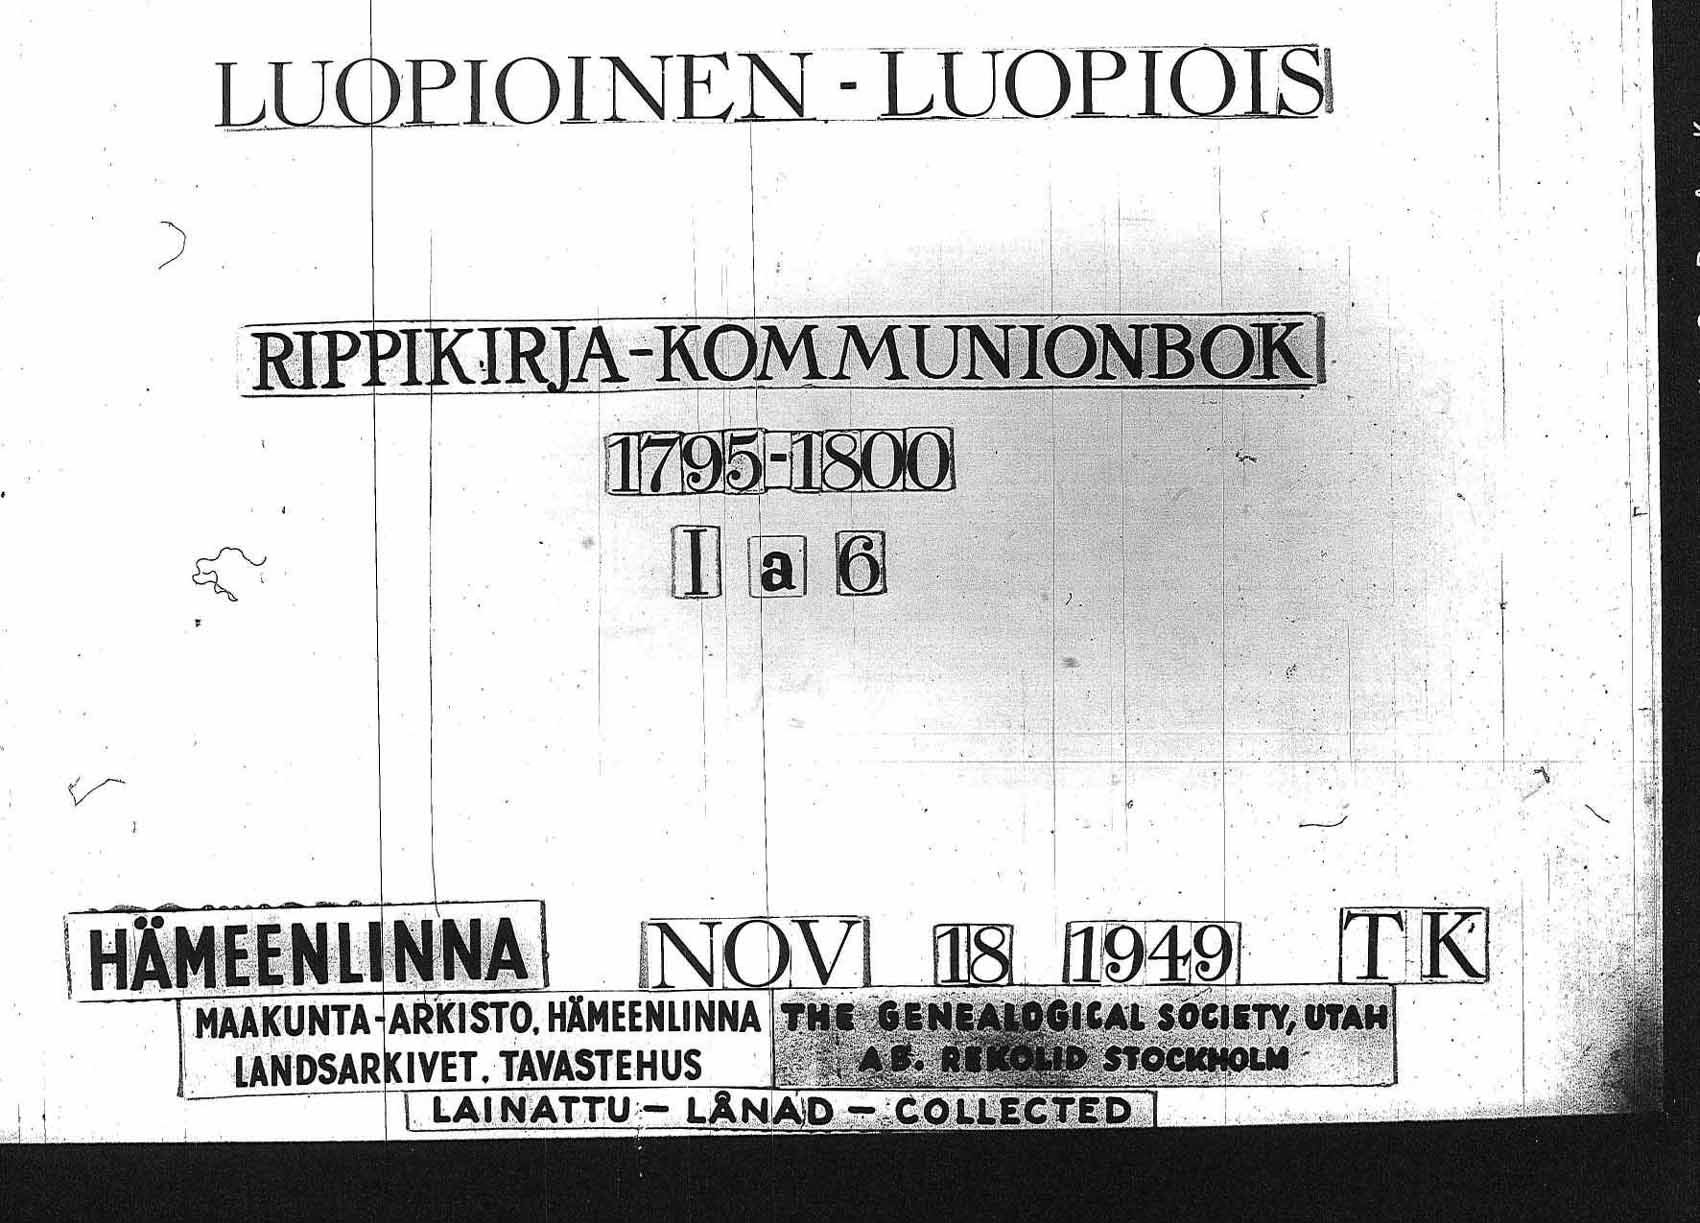 LUOPIOINEN - LUOPIOIS
RIPPIKIRJA-KOMMUNIONBOK
1795-1800
I a 6
HÄMEENLINNA NOV 18 1949 TK
MAAKUNTA-ARKISTO, HÄMEENLINNA
LANDSARKIVET. TAVASTEHUS
THE GENEALOGICAL SOCIETY, UTAH
AB. REKOLID STOCKHOLM
LAINATTU - LÅNAD - COLLECTED